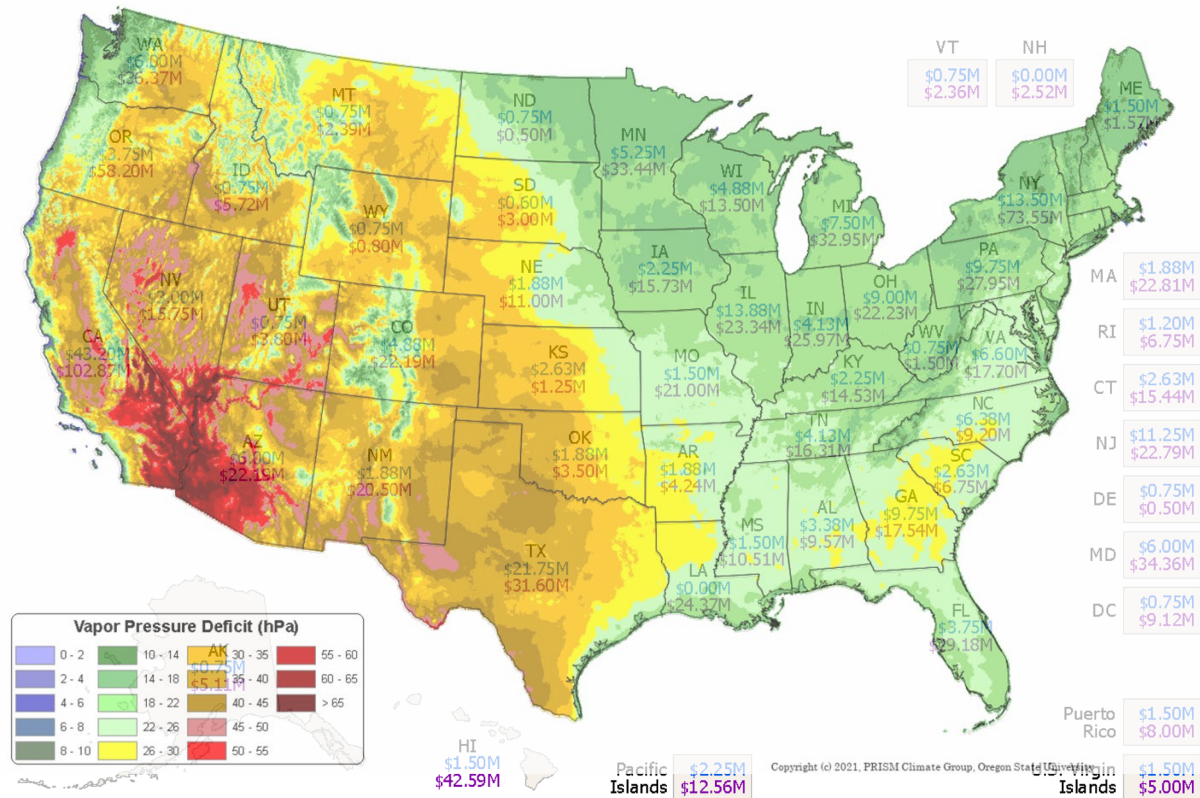 VT
$0.75M
$2.36M
NH
$0.00M
$2.52M
WA
$6.00M
$26.37M
MT
$0.75M
$2.39M
ND
$0.75M
$0.50M
MN
$5.25M
$33.44M
ME
$1.50M
$1.57M
OR
$3.75M
$58.20M
ID
$0.75M
$5.72M
WY
$0.75M
$0.80M
SD
$0.60M
$3.00M
WI
$4.88M
$13.50M
MI
$7.50M
$32.95M
NY
$13.50M
$73.55M
NV
$3.00M
$15.75M
UT
$0.75M
$3.80M
NE
$1.88M
$11.00M
IA
$2.25M
$15.73M
IL
$13.88M
$23.34M
IN
$4.13M
$25.97M
OH
$9.00M
$22.23M
PA
$9.75M
$27.95M
MA
$1.88M
$22.81M
CA
$43.20M
$102.87M
CO
$4.88M
$22.19M
KS
$2.63M
$1.25M
MO
$1.50M
$21.00M
KY
$2.25M
$14.53M
WV
$0.75M
$1.50M
VA
$6.60M
$17.70M
RI
$1.20M
$6.75M
CT
$2.63M
$15.44M
AZ
$6.00M
$22.19M
NM
$1.88M
$20.50M
OK
$1.88M
$3.50M
AR
$1.88M
$4.24M
TN
$4.13M
$16.31M
NC
$6.38M
$9.20M
SC
$2.63M
$6.75M
NJ
$11.25M
$22.79M
DE
$0.75M
$0.50M
TX
$21.75M
$31.60M
LA
$0.00M
$24.37M
MS
$1.50M
$10.51M
AL
$3.38M
$9.57M
GA
$9.75M
$17.54M
MD
$6.00M
$34.36M
DC
$0.75M
$9.12M
FL
$3.75M
$29.18M
Vapor Pressure Deficit (hPa)
0 - 2
2 - 4
4 - 6
6 - 8
8 - 10
10 - 14
14 - 18
18 - 22
22 - 26
26 - 30
30 - 35
35 - 40
40 - 45
45 - 50
50 - 55
55 - 60
60 - 65
> 65
AK
$0.75M
$5.11M
HI
$1.50M
$42.59M
Pacific
Islands
$2.25M
$12.56M
Puerto
Rico
$1.50M
$8.00M
Copyright (c) 2021, PRISM Climate Group, Oregon State University
U.S. Virgin
Islands
$1.50M
$5.00M